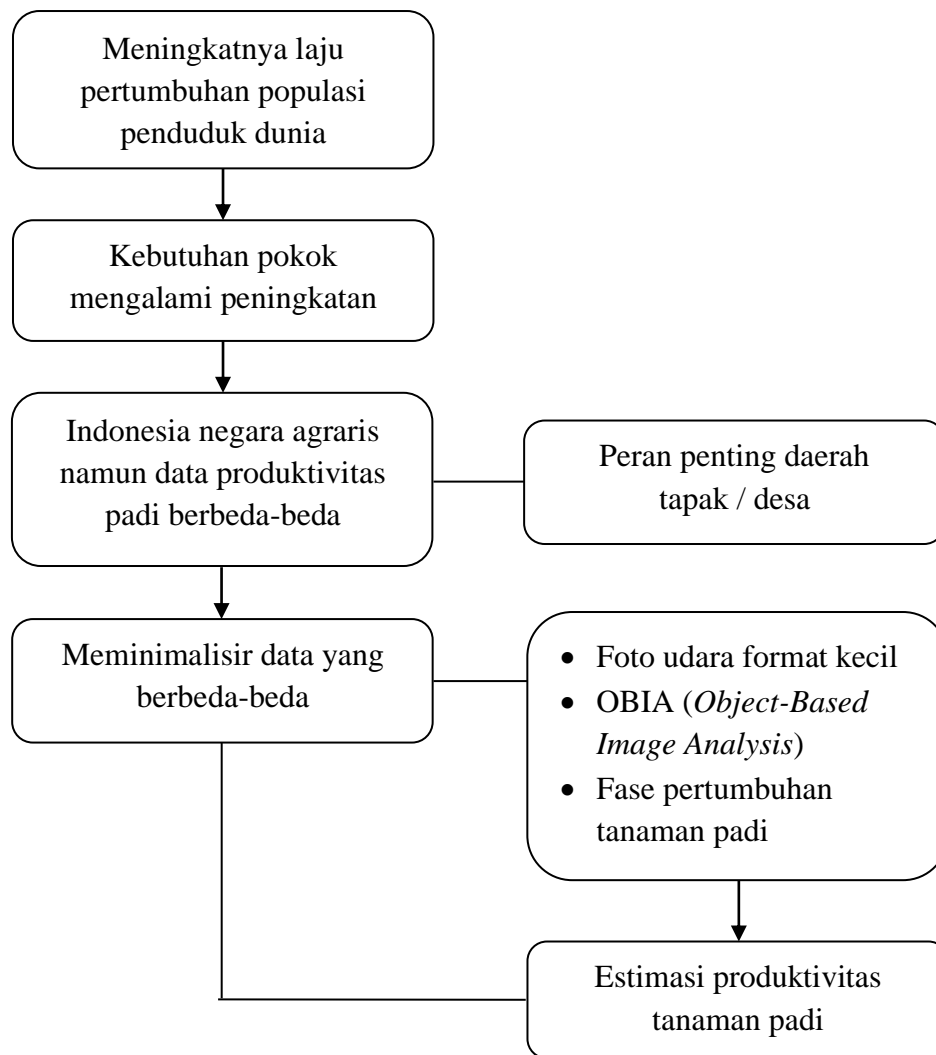 Meningkatnya laju
pertumbuhan populasi
penduduk dunia
Kebutuhan pokok
mengalami peningkatan
Indonesia negara agraris
namun data produktivitas
padi berbeda-beda
Peran penting daerah
tapak / desa
Meminimalisir data yang
berbeda-beda
• Foto udara format kecil
• OBIA (Object-Based
Image Analysis)
• Fase pertumbuhan
tanaman padi
Estimasi produktivitas
tanaman padi